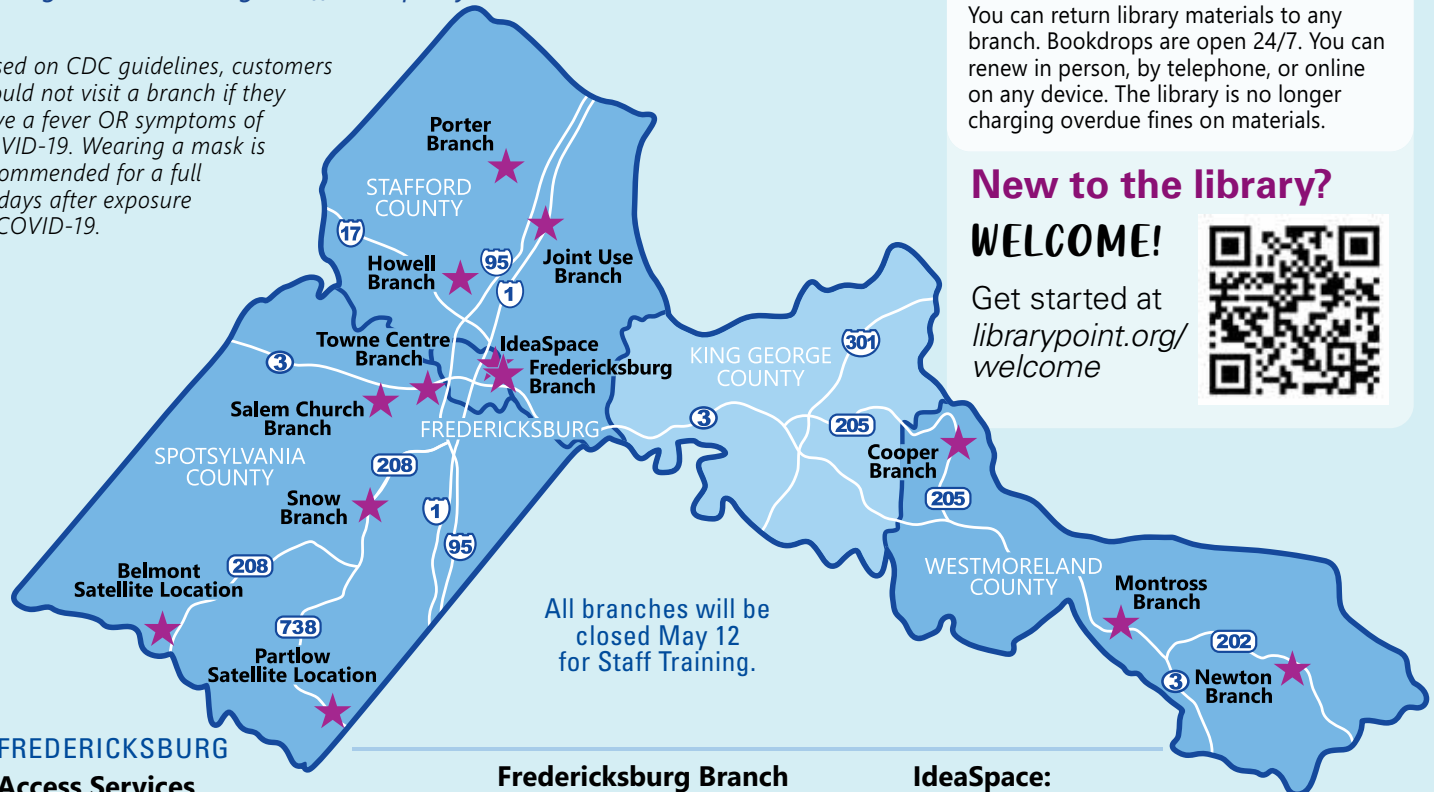 You can return library materials to any
branch. Bookdrops are open 24/7. You can
renew in person, by telephone, or online
on any device. The library is no longer
charging overdue fines on materials.
New to the library?
WELCOME!
Get started at
librarypoint.org/
welcome
on CDC guidelines, customers
not visit a branch if they
a fever OR symptoms of
Wearing a mask is
for a full
days after exposure
COVID-19.
Porter
Branch
STAFFORD
COUNTY
17
95
Joint Use
Branch
Howell
Branch
1
Towne Centre
Branch
IdeaSpace
Fredericksburg
Branch
3
Salem Church
Branch
FREDERICKSBURG
SPOTSYLVANIA
COUNTY
208
Snow
Branch
1
95
Belmont
Satellite Location
208
738
Partlow
Satellite Location
KING GEORGE
COUNTY
301
3
205
Cooper
Branch
205
WESTMORELAND
COUNTY
Montross
Branch
202
3
Newton
Branch
All branches will be
closed May 12
for Staff Training.
FREDERICKSBURG
Access Services
Fredericksburg Branch
IdeaSpace: